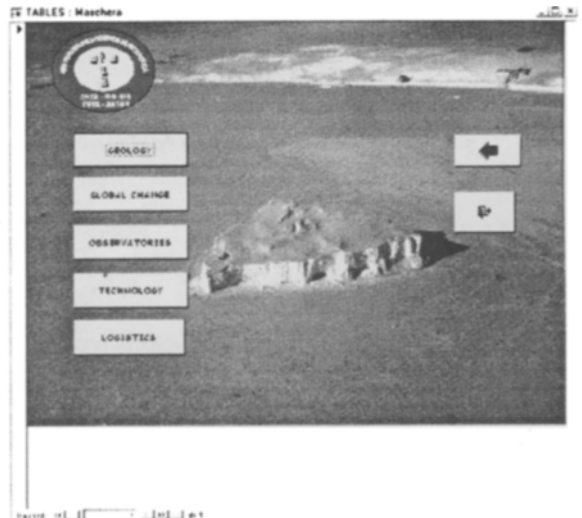 TABLES : Maschera
GEOLOGY
GLOBAL CHANGE
OBSERVATORIES
TECHNOLOGY
LOGISTICS